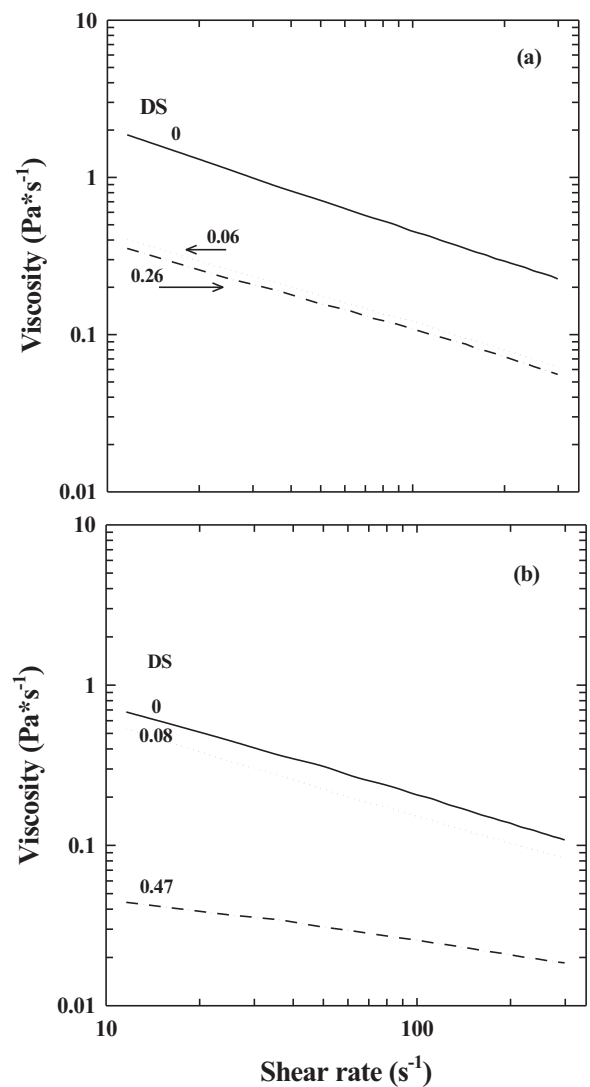 10
(a)
DS
0
1
0.06
0.26
0.1
0.01
Viscosity (Pa*s-1)
10
(b)
DS
1
0
0.08
0.1
0.47
0.01
Viscosity (Pa*s-1)
10 100
Shear rate (s-1)